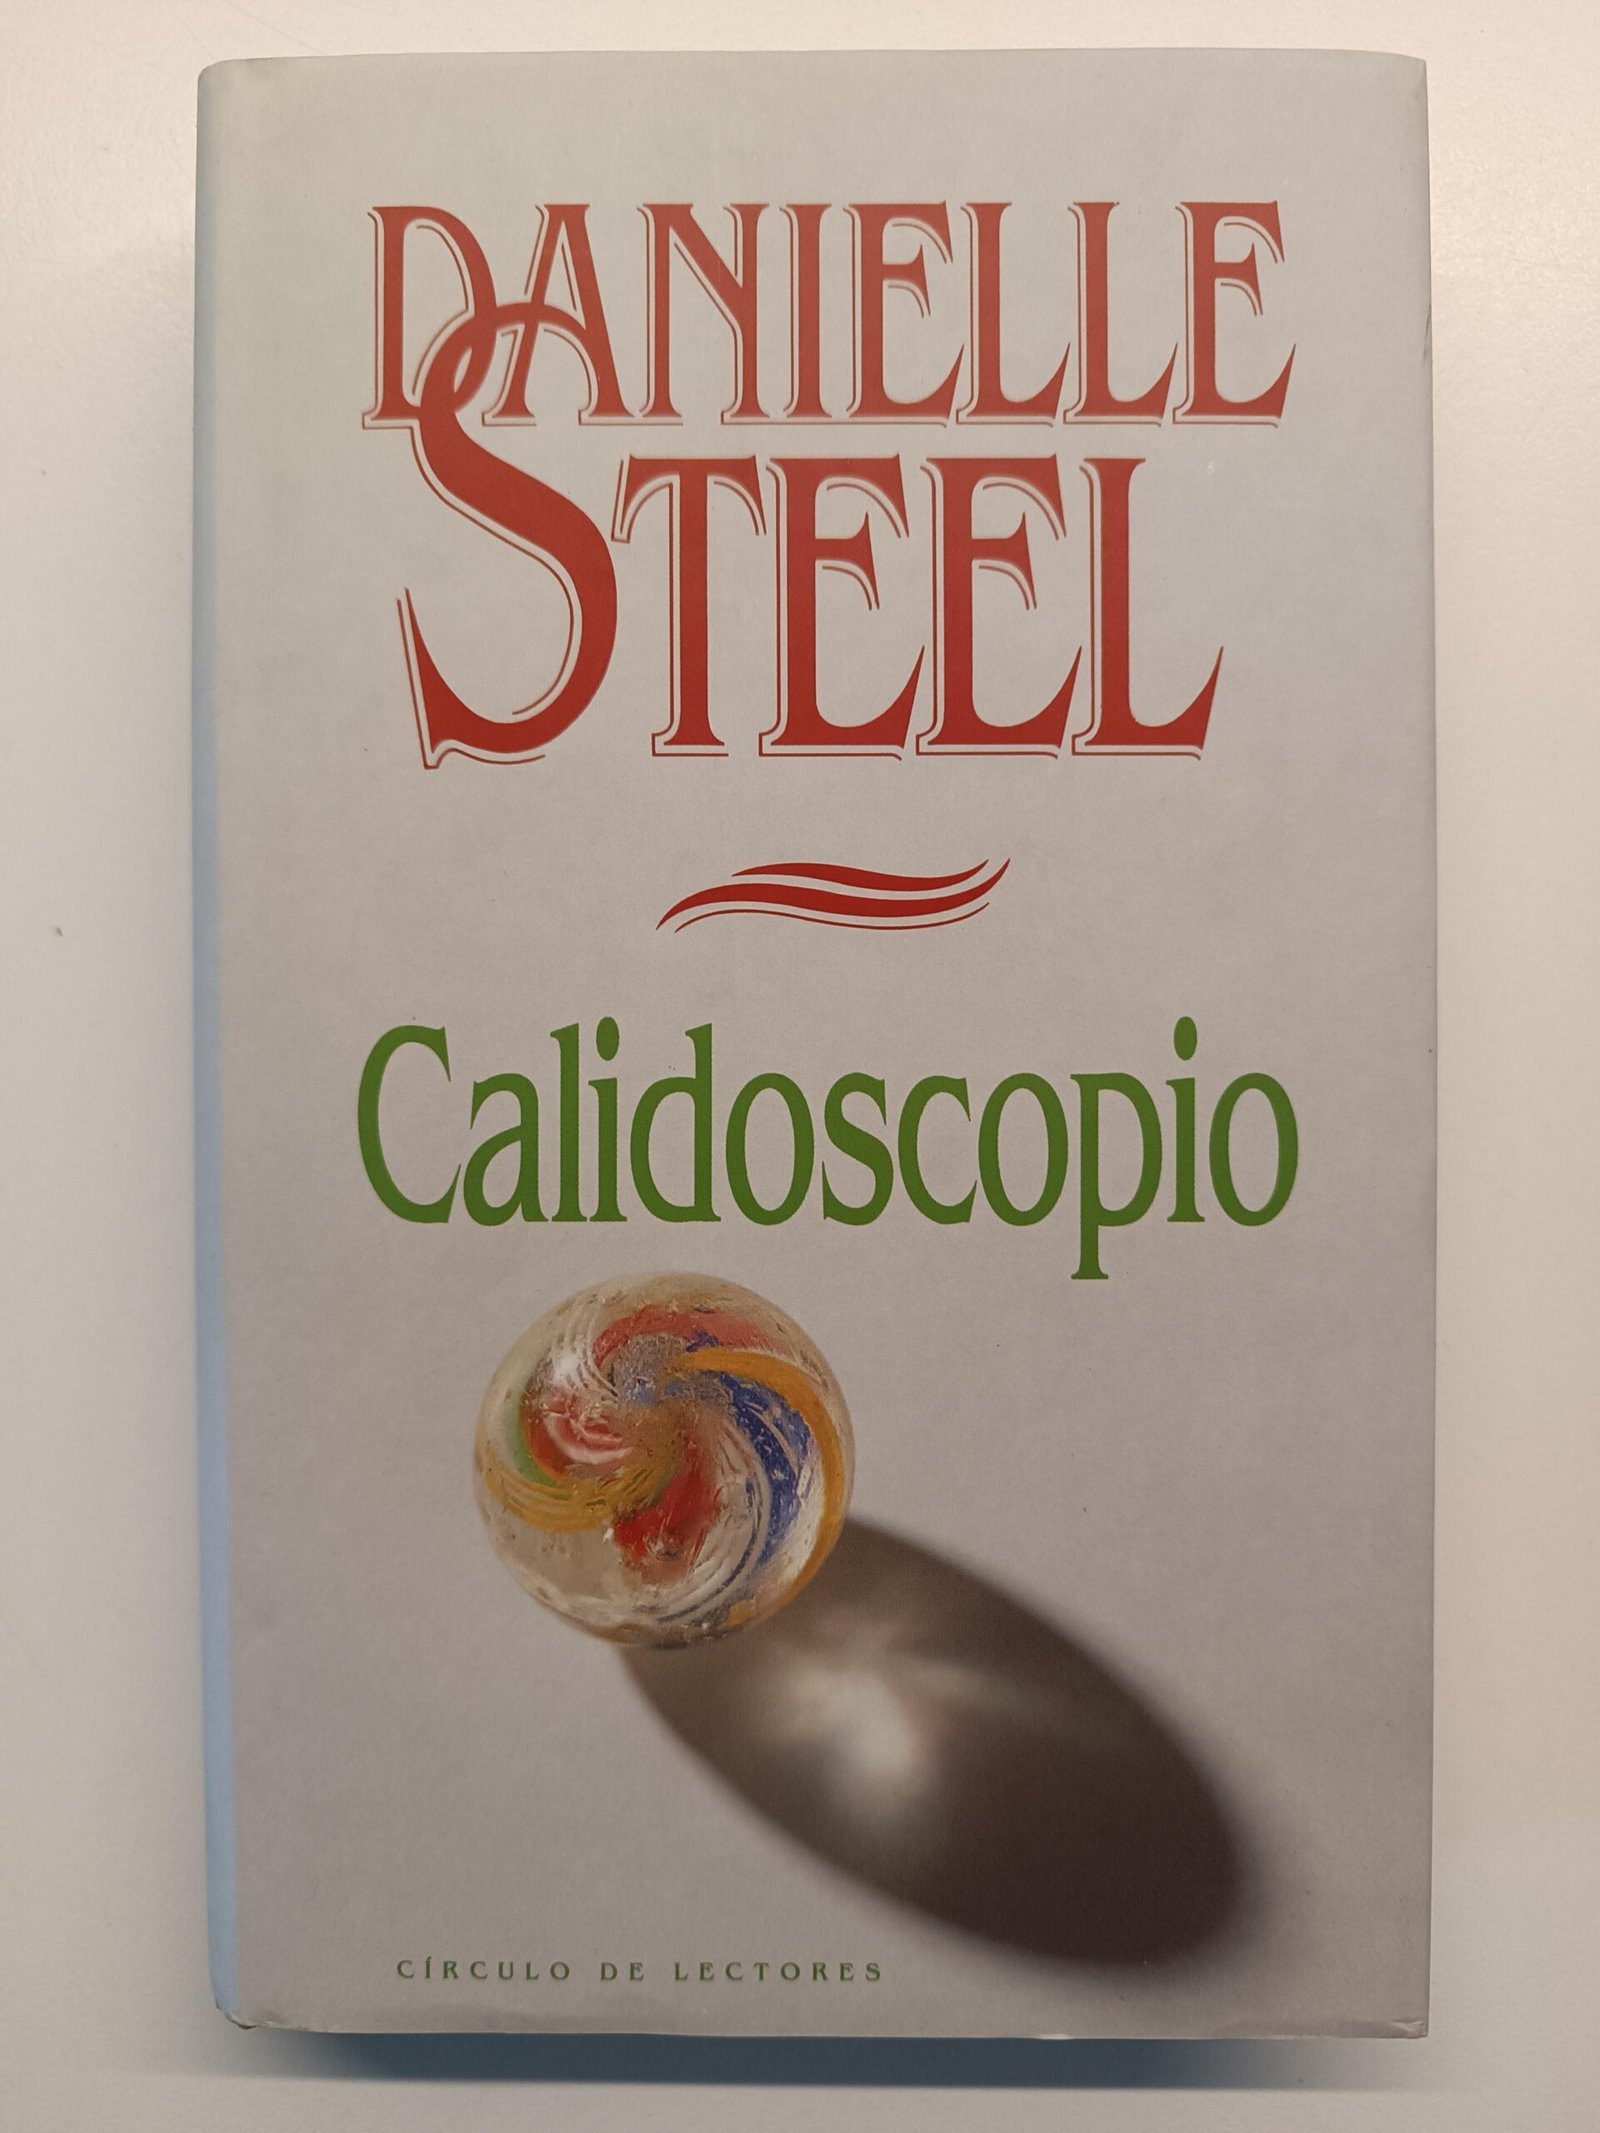 DANIELLE
STEEL
Calidoscopio
CÍRCULO DE LECTORES